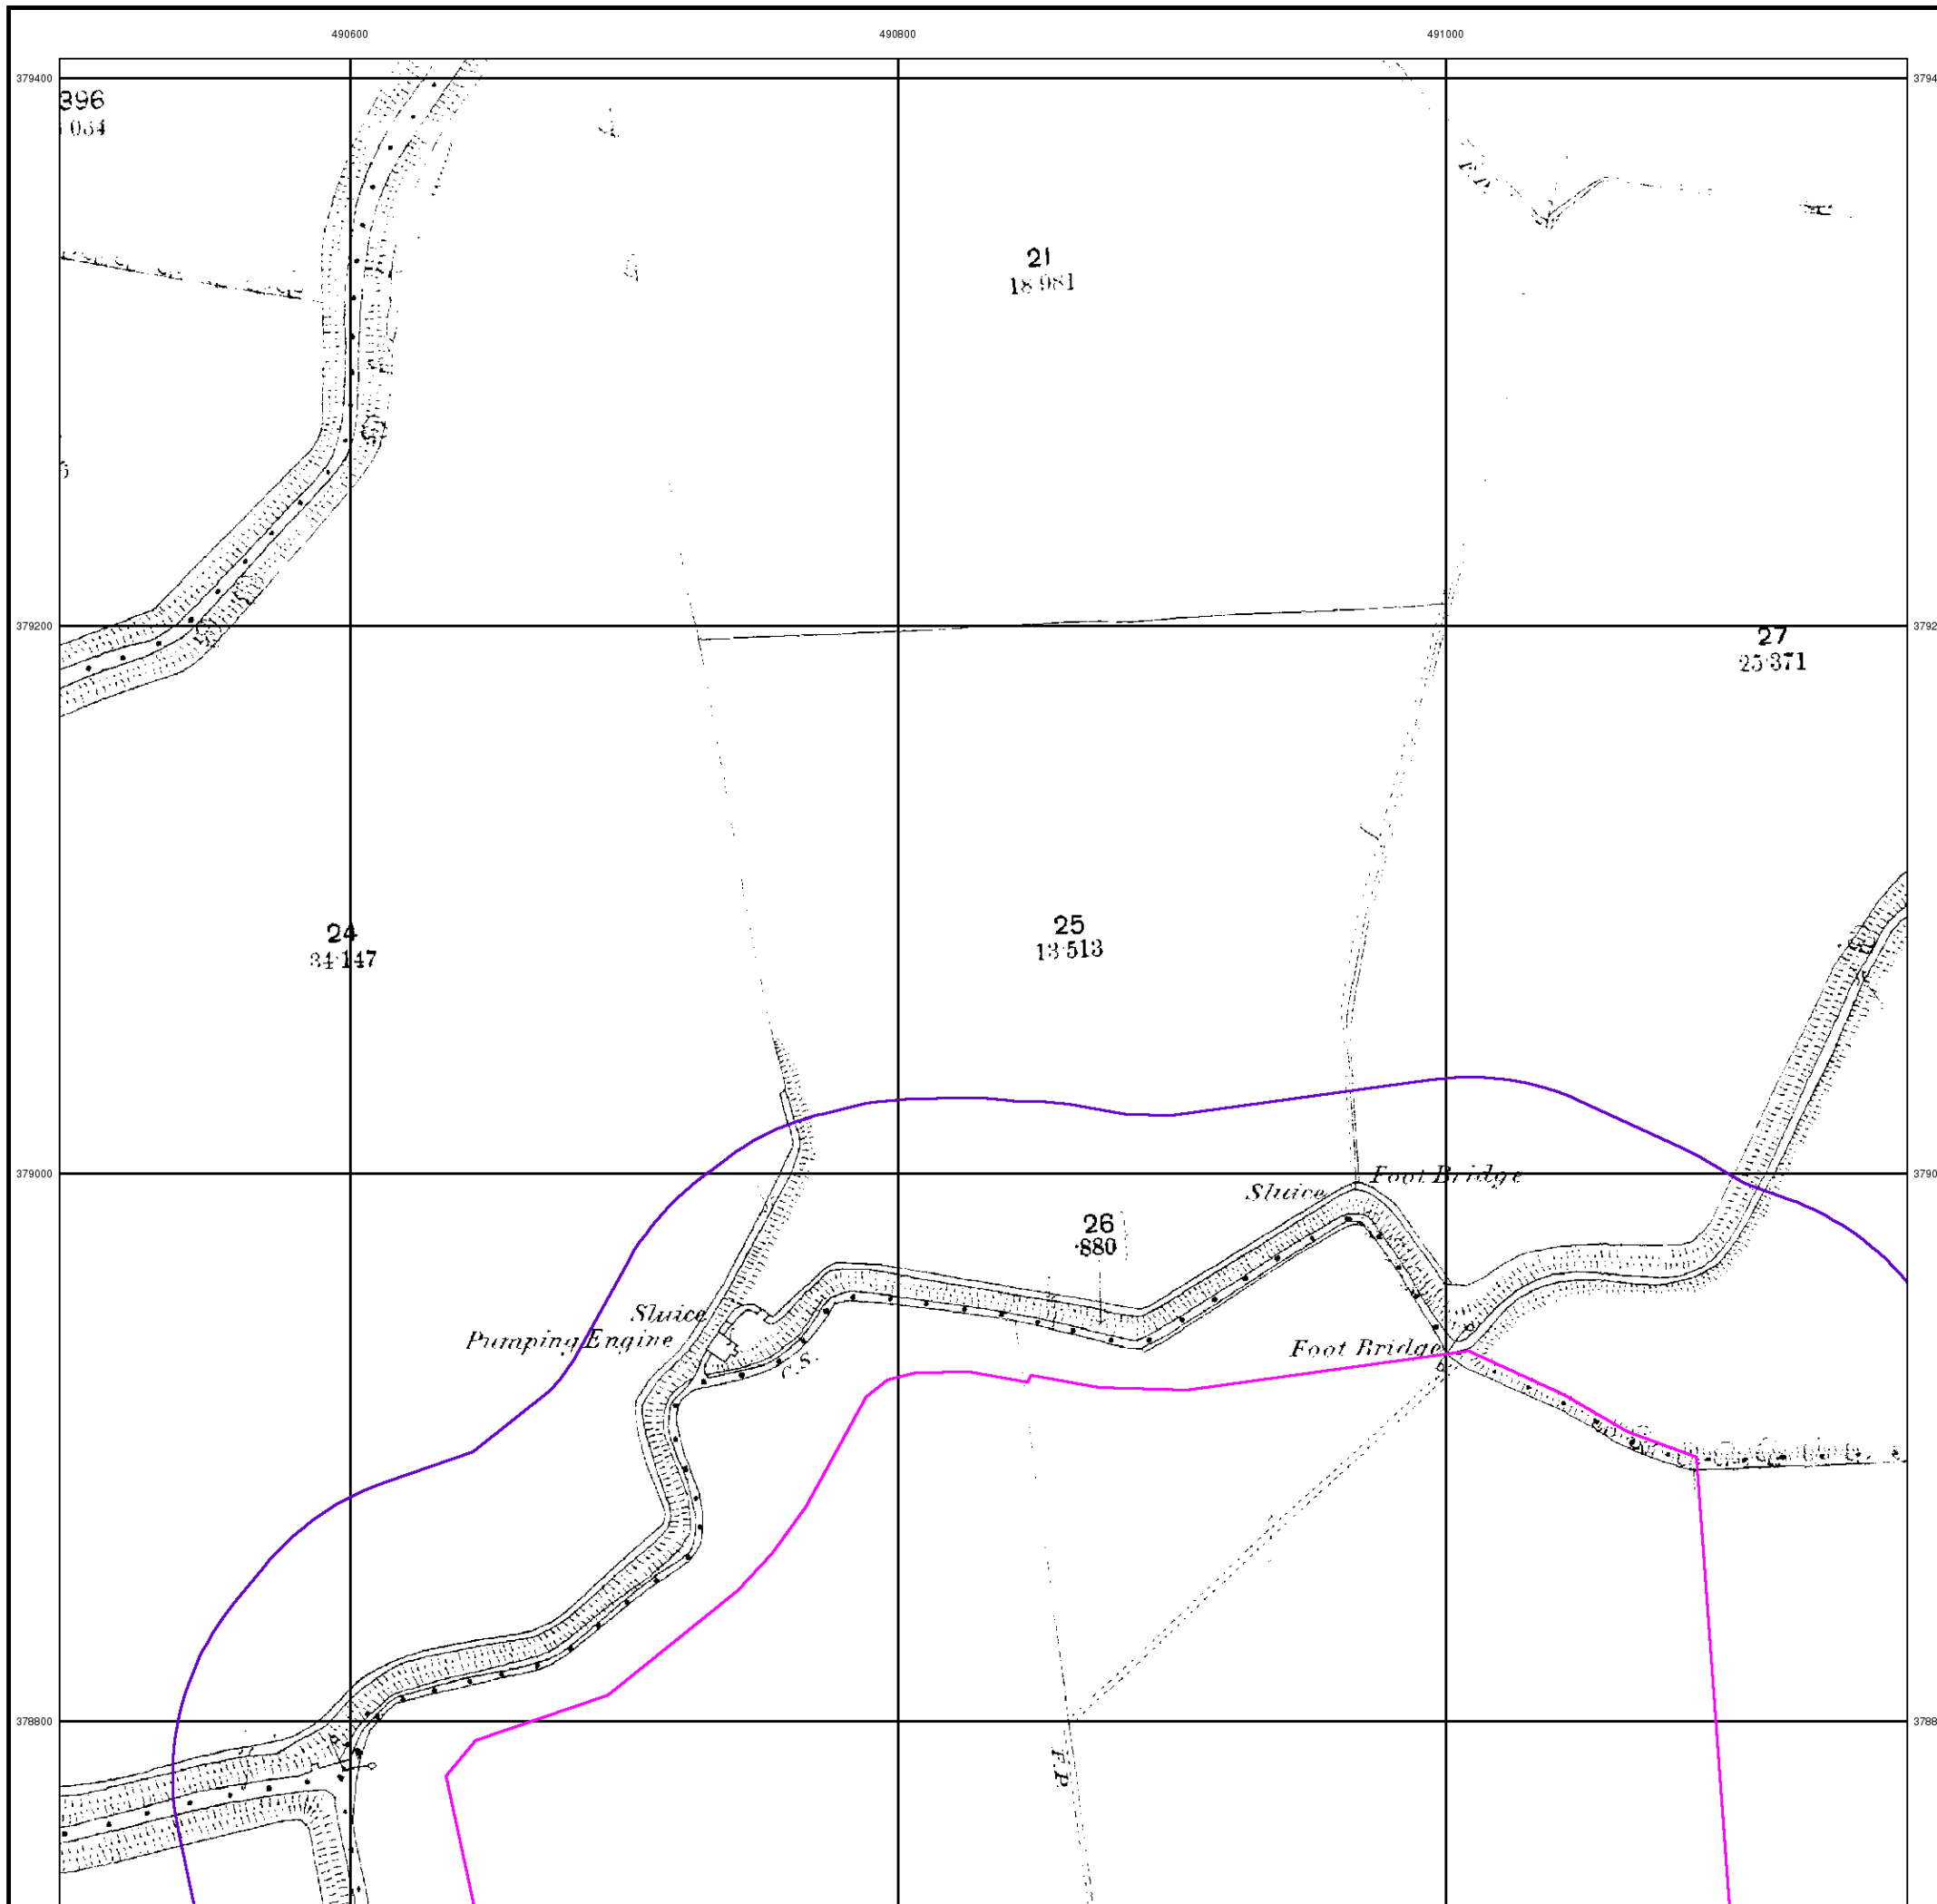 490600 490800 491000
379400
396
21
18·981
379200
27
25·371
24
34·147
25
13·513
379000
Foot Bridge
Sluice
26
·880
Sluice
Pumping Engine
Foot Bridge
C.S.
378800
F.P.